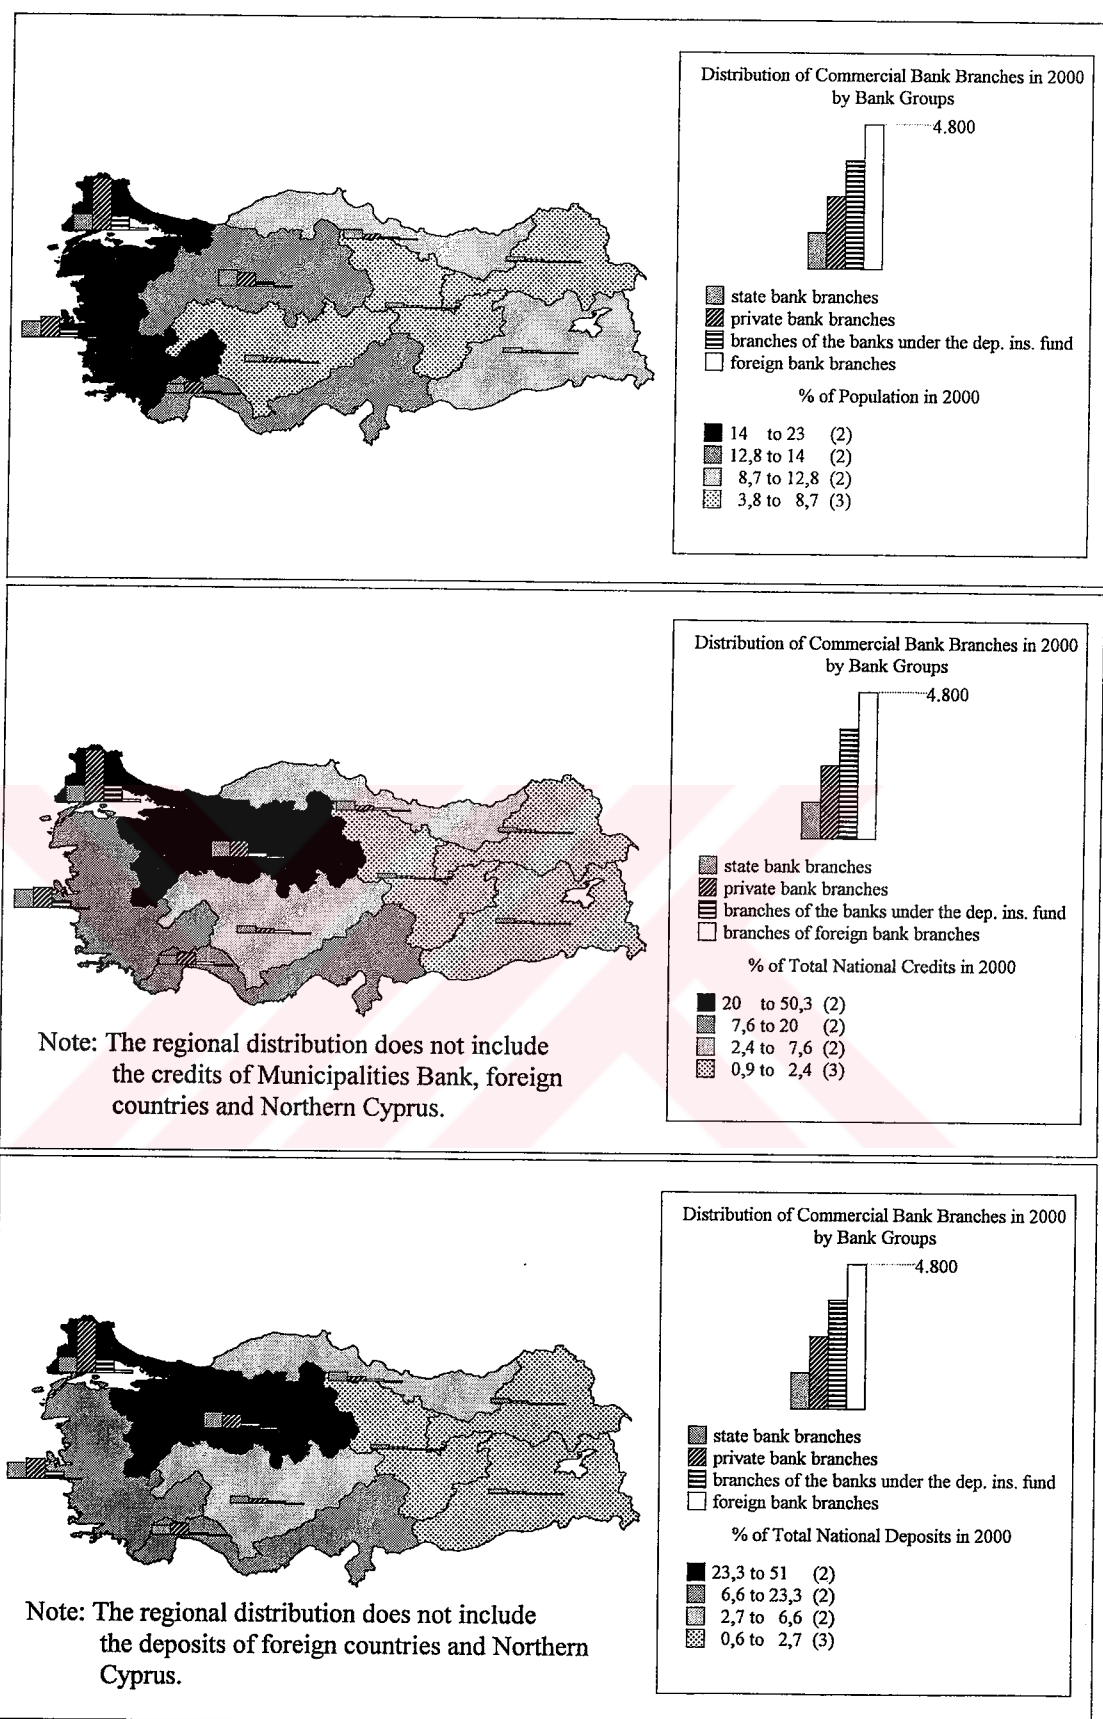 Distribution of Commercial Bank Branches in 2000
by Bank Groups
4.800
state bank branches
private bank branches
branches of the banks under the dep. ins. fund
foreign bank branches
% of Population in 2000
14 to 23 (2)
12,8 to 14 (2)
8,7 to 12,8 (2)
3,8 to 8,7 (3)
Distribution of Commercial Bank Branches in 2000
by Bank Groups
4.800
state bank branches
private bank branches
branches of the banks under the dep. ins. fund
branches of foreign bank branches
% of Total National Credits in 2000
20 to 50,3 (2)
7,6 to 20 (2)
2,4 to 7,6 (2)
0,9 to 2,4 (3)
Note: The regional distribution does not include
the credits of Municipalities Bank, foreign
countries and Northern Cyprus.
Distribution of Commercial Bank Branches in 2000
by Bank Groups
4.800
state bank branches
private bank branches
branches of the banks under the dep. ins. fund
foreign bank branches
% of Total National Deposits in 2000
23,3 to 51 (2)
6,6 to 23,3 (2)
2,7 to 6,6 (2)
0,6 to 2,7 (3)
Note: The regional distribution does not include
the deposits of foreign countries and Northern
Cyprus.